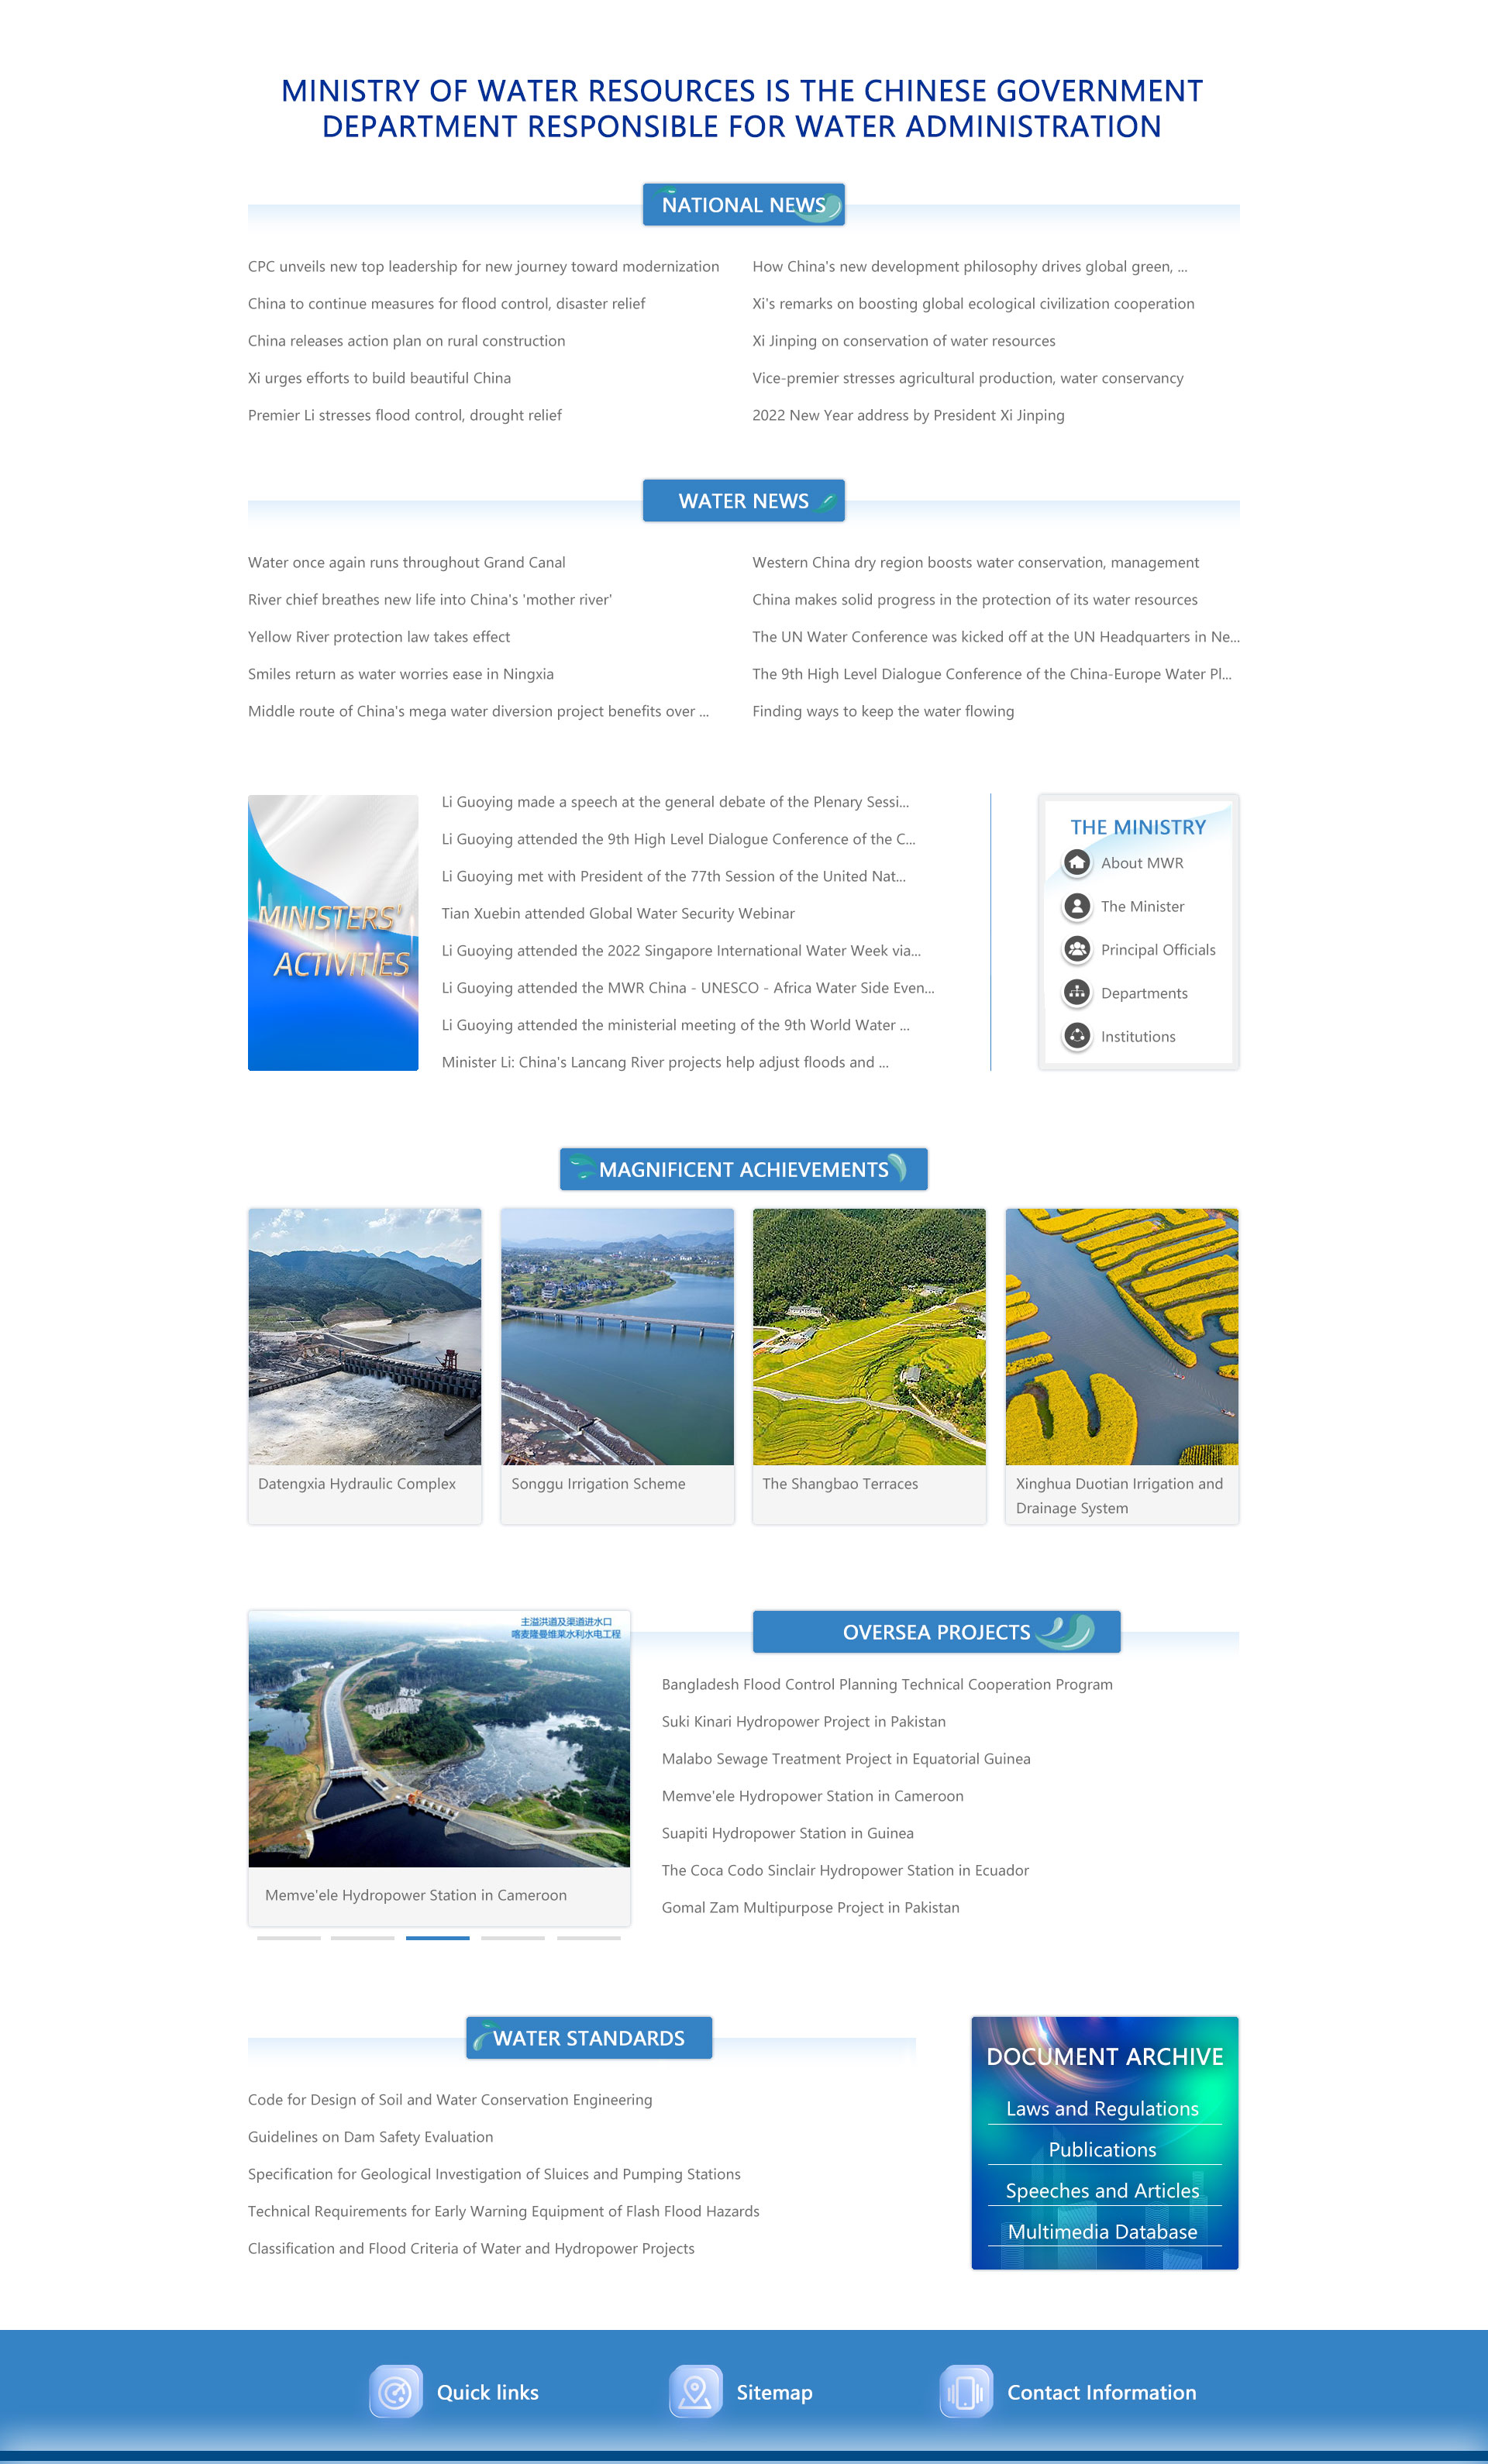 MINISTRY OF WATER RESOURCES IS THE CHINESE GOVERNMENT
DEPARTMENT RESPONSIBLE FOR WATER ADMINISTRATION
NATIONAL NEWS
CPC unveils new top leadership for new journey toward modernization
China to continue measures for flood control, disaster relief
China releases action plan on rural construction
Xi urges efforts to build beautiful China
Premier Li stresses flood control, drought relief
How China's new development philosophy drives global green, ...
Xi's remarks on boosting global ecological civilization cooperation
Xi Jinping on conservation of water resources
Vice-premier stresses agricultural production, water conservancy
2022 New Year address by President Xi Jinping
WATER NEWS
Water once again runs throughout Grand Canal
River chief breathes new life into China's 'mother river'
Yellow River protection law takes effect
Smiles return as water worries ease in Ningxia
Middle route of China's mega water diversion project benefits over ...
Western China dry region boosts water conservation, management
China makes solid progress in the protection of its water resources
The UN Water Conference was kicked off at the UN Headquarters in Ne...
The 9th High Level Dialogue Conference of the China-Europe Water Pl...
Finding ways to keep the water flowing
MINISTERS'
ACTIVITIES
Li Guoying made a speech at the general debate of the Plenary Sessi...
Li Guoying attended the 9th High Level Dialogue Conference of the C...
Li Guoying met with President of the 77th Session of the United Nat...
Tian Xuebin attended Global Water Security Webinar
Li Guoying attended the 2022 Singapore International Water Week via...
Li Guoying attended the MWR China - UNESCO - Africa Water Side Even...
Li Guoying attended the ministerial meeting of the 9th World Water ...
Minister Li: China's Lancang River projects help adjust floods and ...
THE MINISTRY
About MWR
The Minister
Principal Officials
Departments
Institutions
MAGNIFICENT ACHIEVEMENTS
Datengxia Hydraulic Complex
Songgu Irrigation Scheme
The Shangbao Terraces
Xinghua Duotian Irrigation and
Drainage System
主溢洪道及渠道进水口
喀麦隆曼维莱水利水电工程
Memve'ele Hydropower Station in Cameroon
OVERSEA PROJECTS
Bangladesh Flood Control Planning Technical Cooperation Program
Suki Kinari Hydropower Project in Pakistan
Malabo Sewage Treatment Project in Equatorial Guinea
Memve'ele Hydropower Station in Cameroon
Suapiti Hydropower Station in Guinea
The Coca Codo Sinclair Hydropower Station in Ecuador
Gomal Zam Multipurpose Project in Pakistan
WATER STANDARDS
Code for Design of Soil and Water Conservation Engineering
Guidelines on Dam Safety Evaluation
Specification for Geological Investigation of Sluices and Pumping Stations
Technical Requirements for Early Warning Equipment of Flash Flood Hazards
Classification and Flood Criteria of Water and Hydropower Projects
DOCUMENT ARCHIVE
Laws and Regulations
Publications
Speeches and Articles
Multimedia Database
Quick links
Sitemap
Contact Information